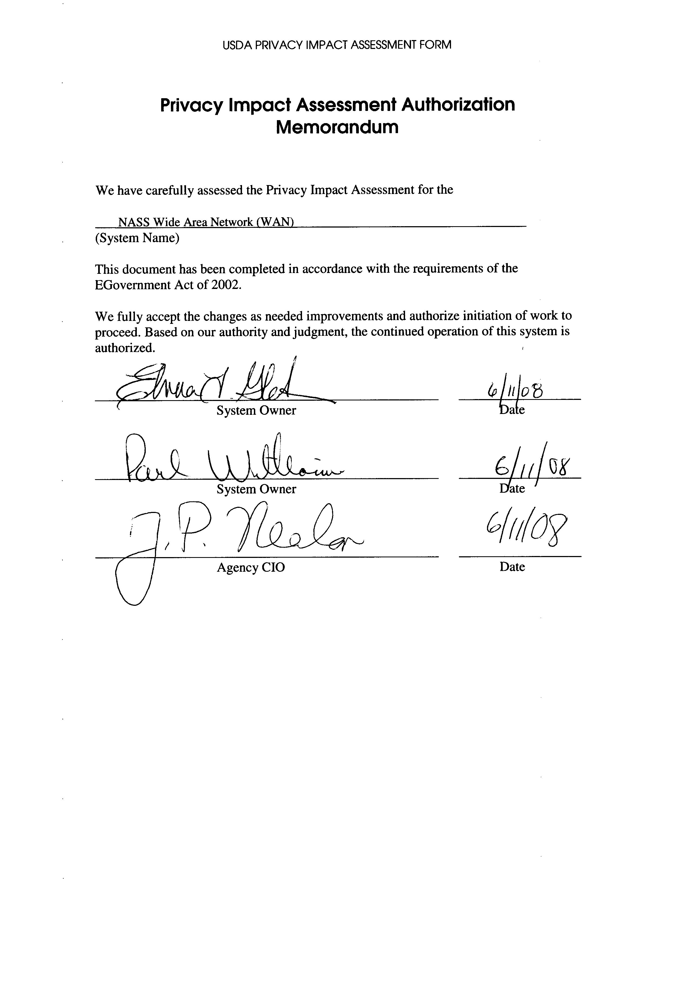 USDA PRIVACY IMPACT ASSESSMENT FORM
Privacy Impact Assessment Authorization
Memorandum
We have carefully assessed the Privacy Impact Assessment for the
NASS Wide Area Network (WAN)
(System Name)
This document has been completed in accordance with the requirements of the
EGovernment Act of 2002.
We fully accept the changes as needed improvements and authorize initiation of work to
proceed. Based on our authority and judgment, the continued operation of this system is
authorized.
6/11/08
System Owner Date
Paul 6/11/08
System Owner Date
J.P. Nealon 6/11/08
Agency CIO Date